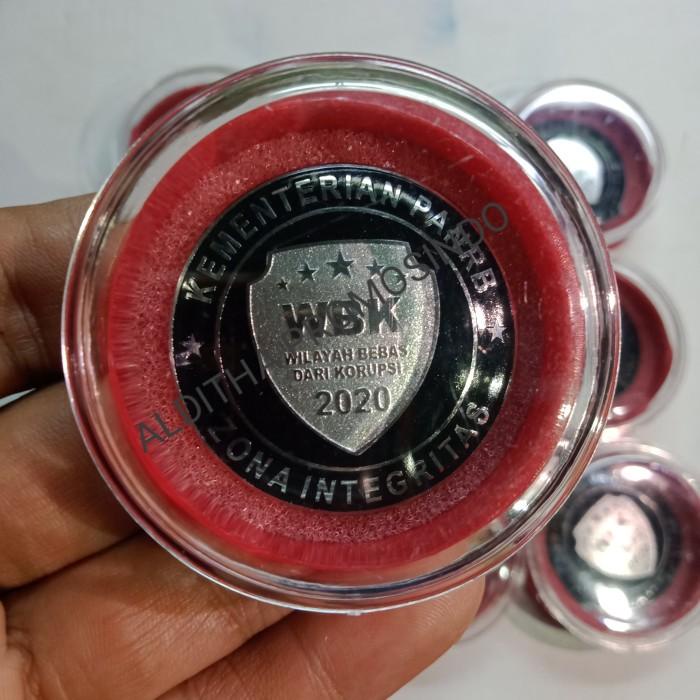 KEMENTERIAN PANRB
WBK
WILAYAH BEBAS
DARI KORUPSI
2020
ZONA INTEGRITAS